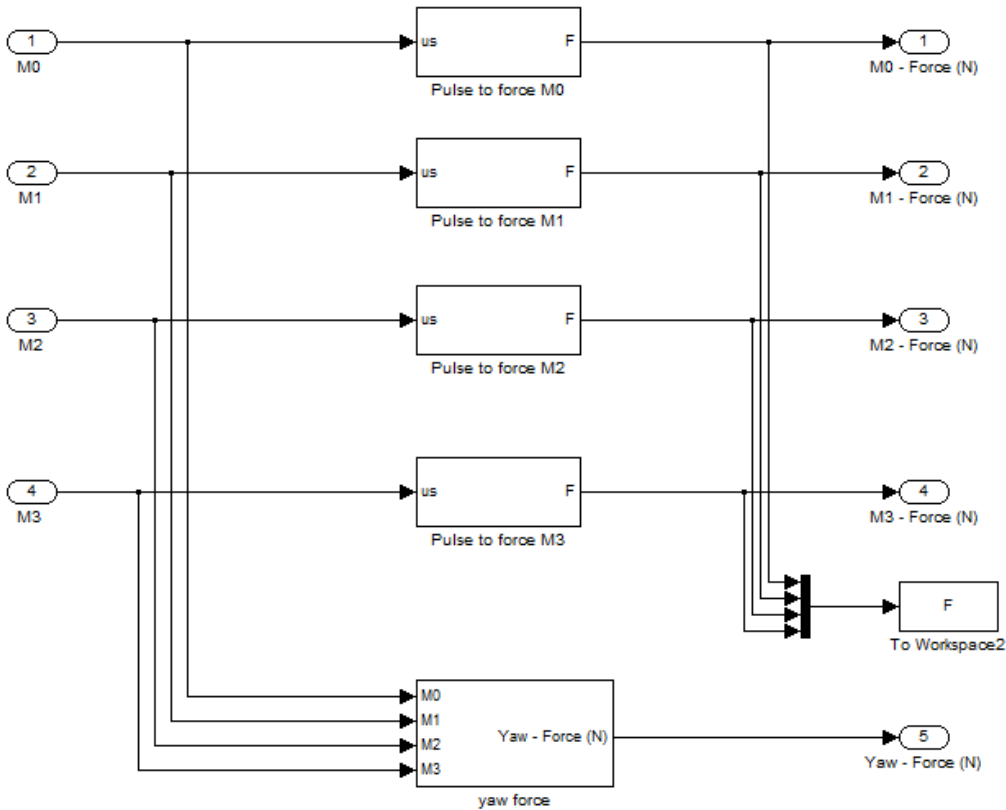 1
us
F
1
M0
Pulse to force M0
M0 - Force (N)
2
us
F
2
M1
Pulse to force M1
M1 - Force (N)
3
us
F
3
M2
Pulse to force M2
M2 - Force (N)
4
us
F
4
M3
Pulse to force M3
M3 - Force (N)
F
To Workspace2
M0
M1
M2
M3
Yaw - Force (N)
5
Yaw - Force (N)
yaw force